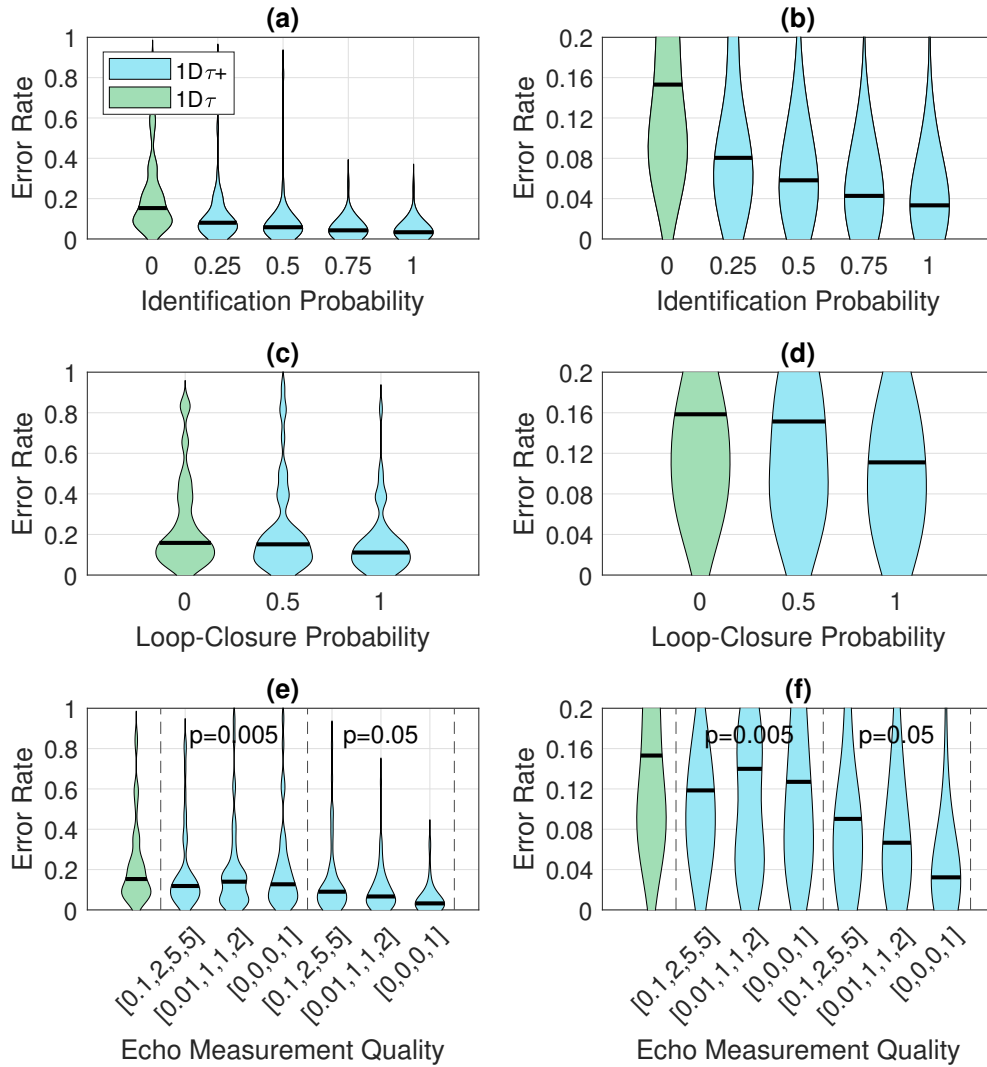 (a)
1
0.8
0.6
0.4
0.2
0
Error Rate
1Dτ+
1Dτ
0 0.25 0.5 0.75 1
Identification Probability
(b)
0.2
0.16
0.12
0.08
0.04
0
Error Rate
0 0.25 0.5 0.75 1
Identification Probability
(c)
1
0.8
0.6
0.4
0.2
0
Error Rate
0 0.5 1
Loop-Closure Probability
(d)
0.2
0.16
0.12
0.08
0.04
0
Error Rate
0 0.5 1
Loop-Closure Probability
(e)
1
0.8
0.6
0.4
0.2
0
Error Rate
p=0.005 p=0.05
[0.1,2,5,5]
[0.01,1,1,2]
[0,0,0,1]
[0.1,2,5,5]
[0.01,1,1,2]
[0,0,0,1]
Echo Measurement Quality
(f)
0.2
0.16
0.12
0.08
0.04
0
Error Rate
p=0.005 p=0.05
[0.1,2,5,5]
[0.01,1,1,2]
[0,0,0,1]
[0.1,2,5,5]
[0.01,1,1,2]
[0,0,0,1]
Echo Measurement Quality